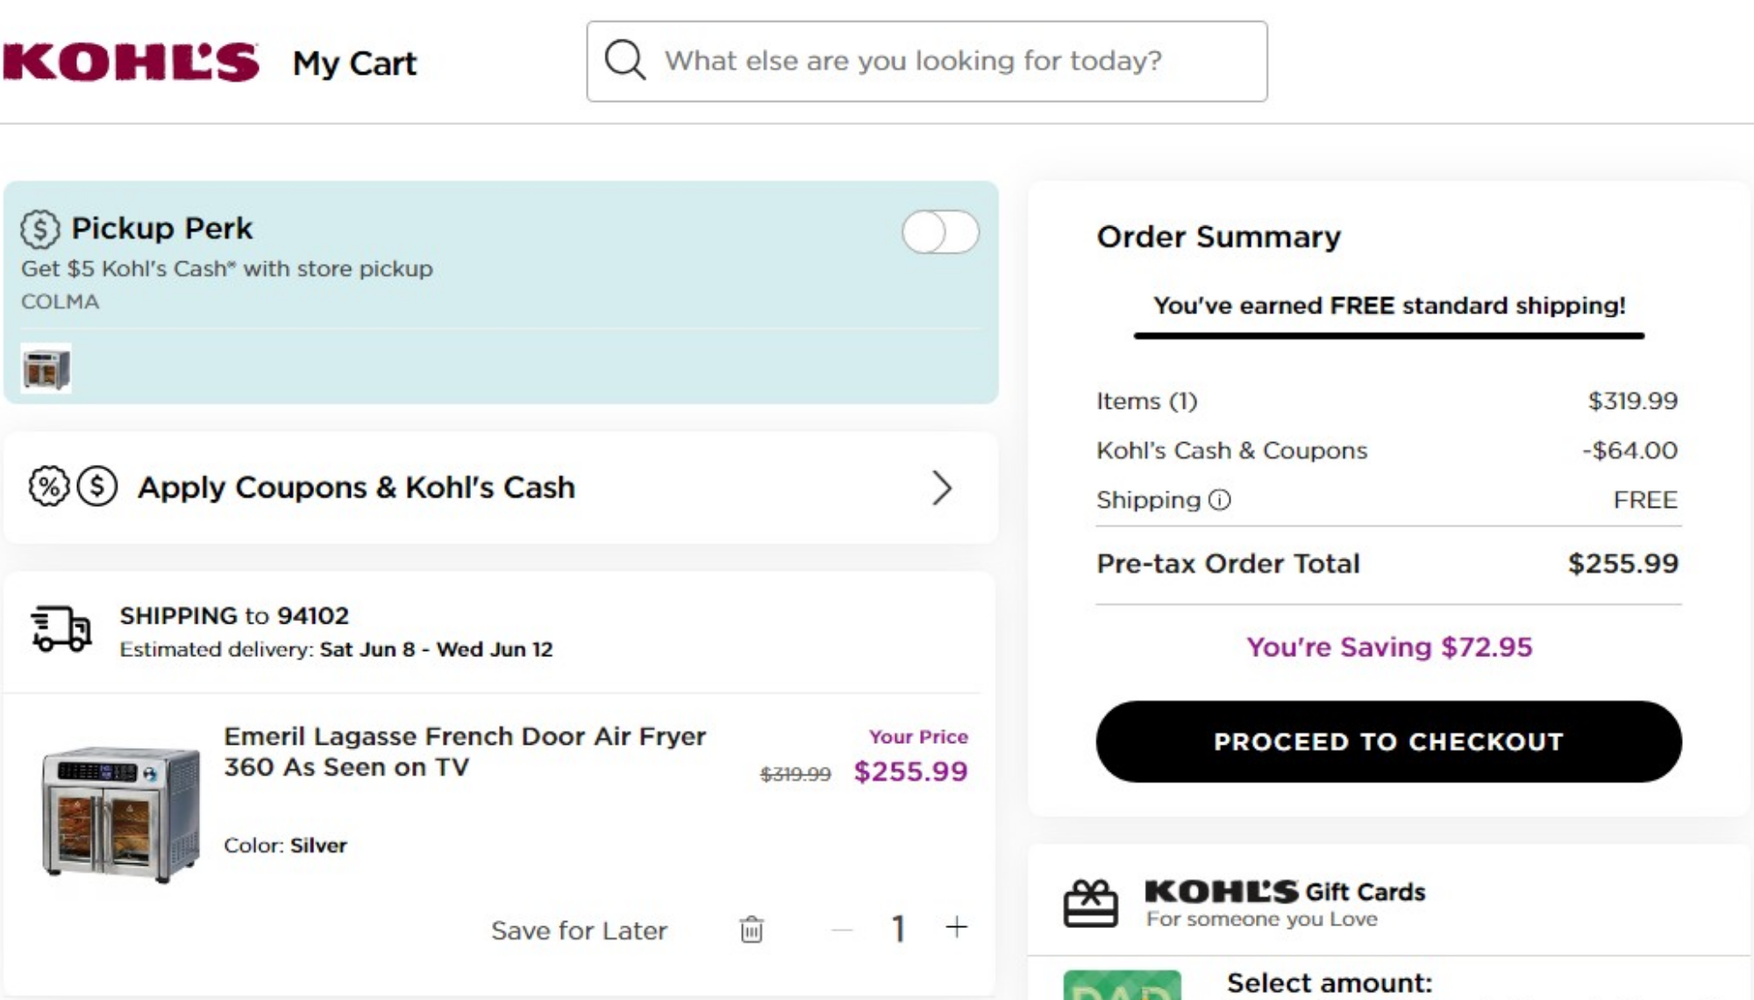 KOHL'S My Cart
What else are you looking for today?
Pickup Perk
Get $5 Kohl's Cash* with store pickup
COLMA
Apply Coupons & Kohl's Cash
SHIPPING to 94102
Estimated delivery: Sat Jun 8 - Wed Jun 12
Emeril Lagasse French Door Air Fryer
360 As Seen on TV
Your Price
$319.99 $255.99
Color: Silver
Save for Later
1
Order Summary
You've earned FREE standard shipping!
Items (1) $319.99
Kohl's Cash & Coupons -$64.00
Shipping FREE
Pre-tax Order Total $255.99
You're Saving $72.95
PROCEED TO CHECKOUT
KOHL'S Gift Cards
For someone you Love
DAD
Select amount: